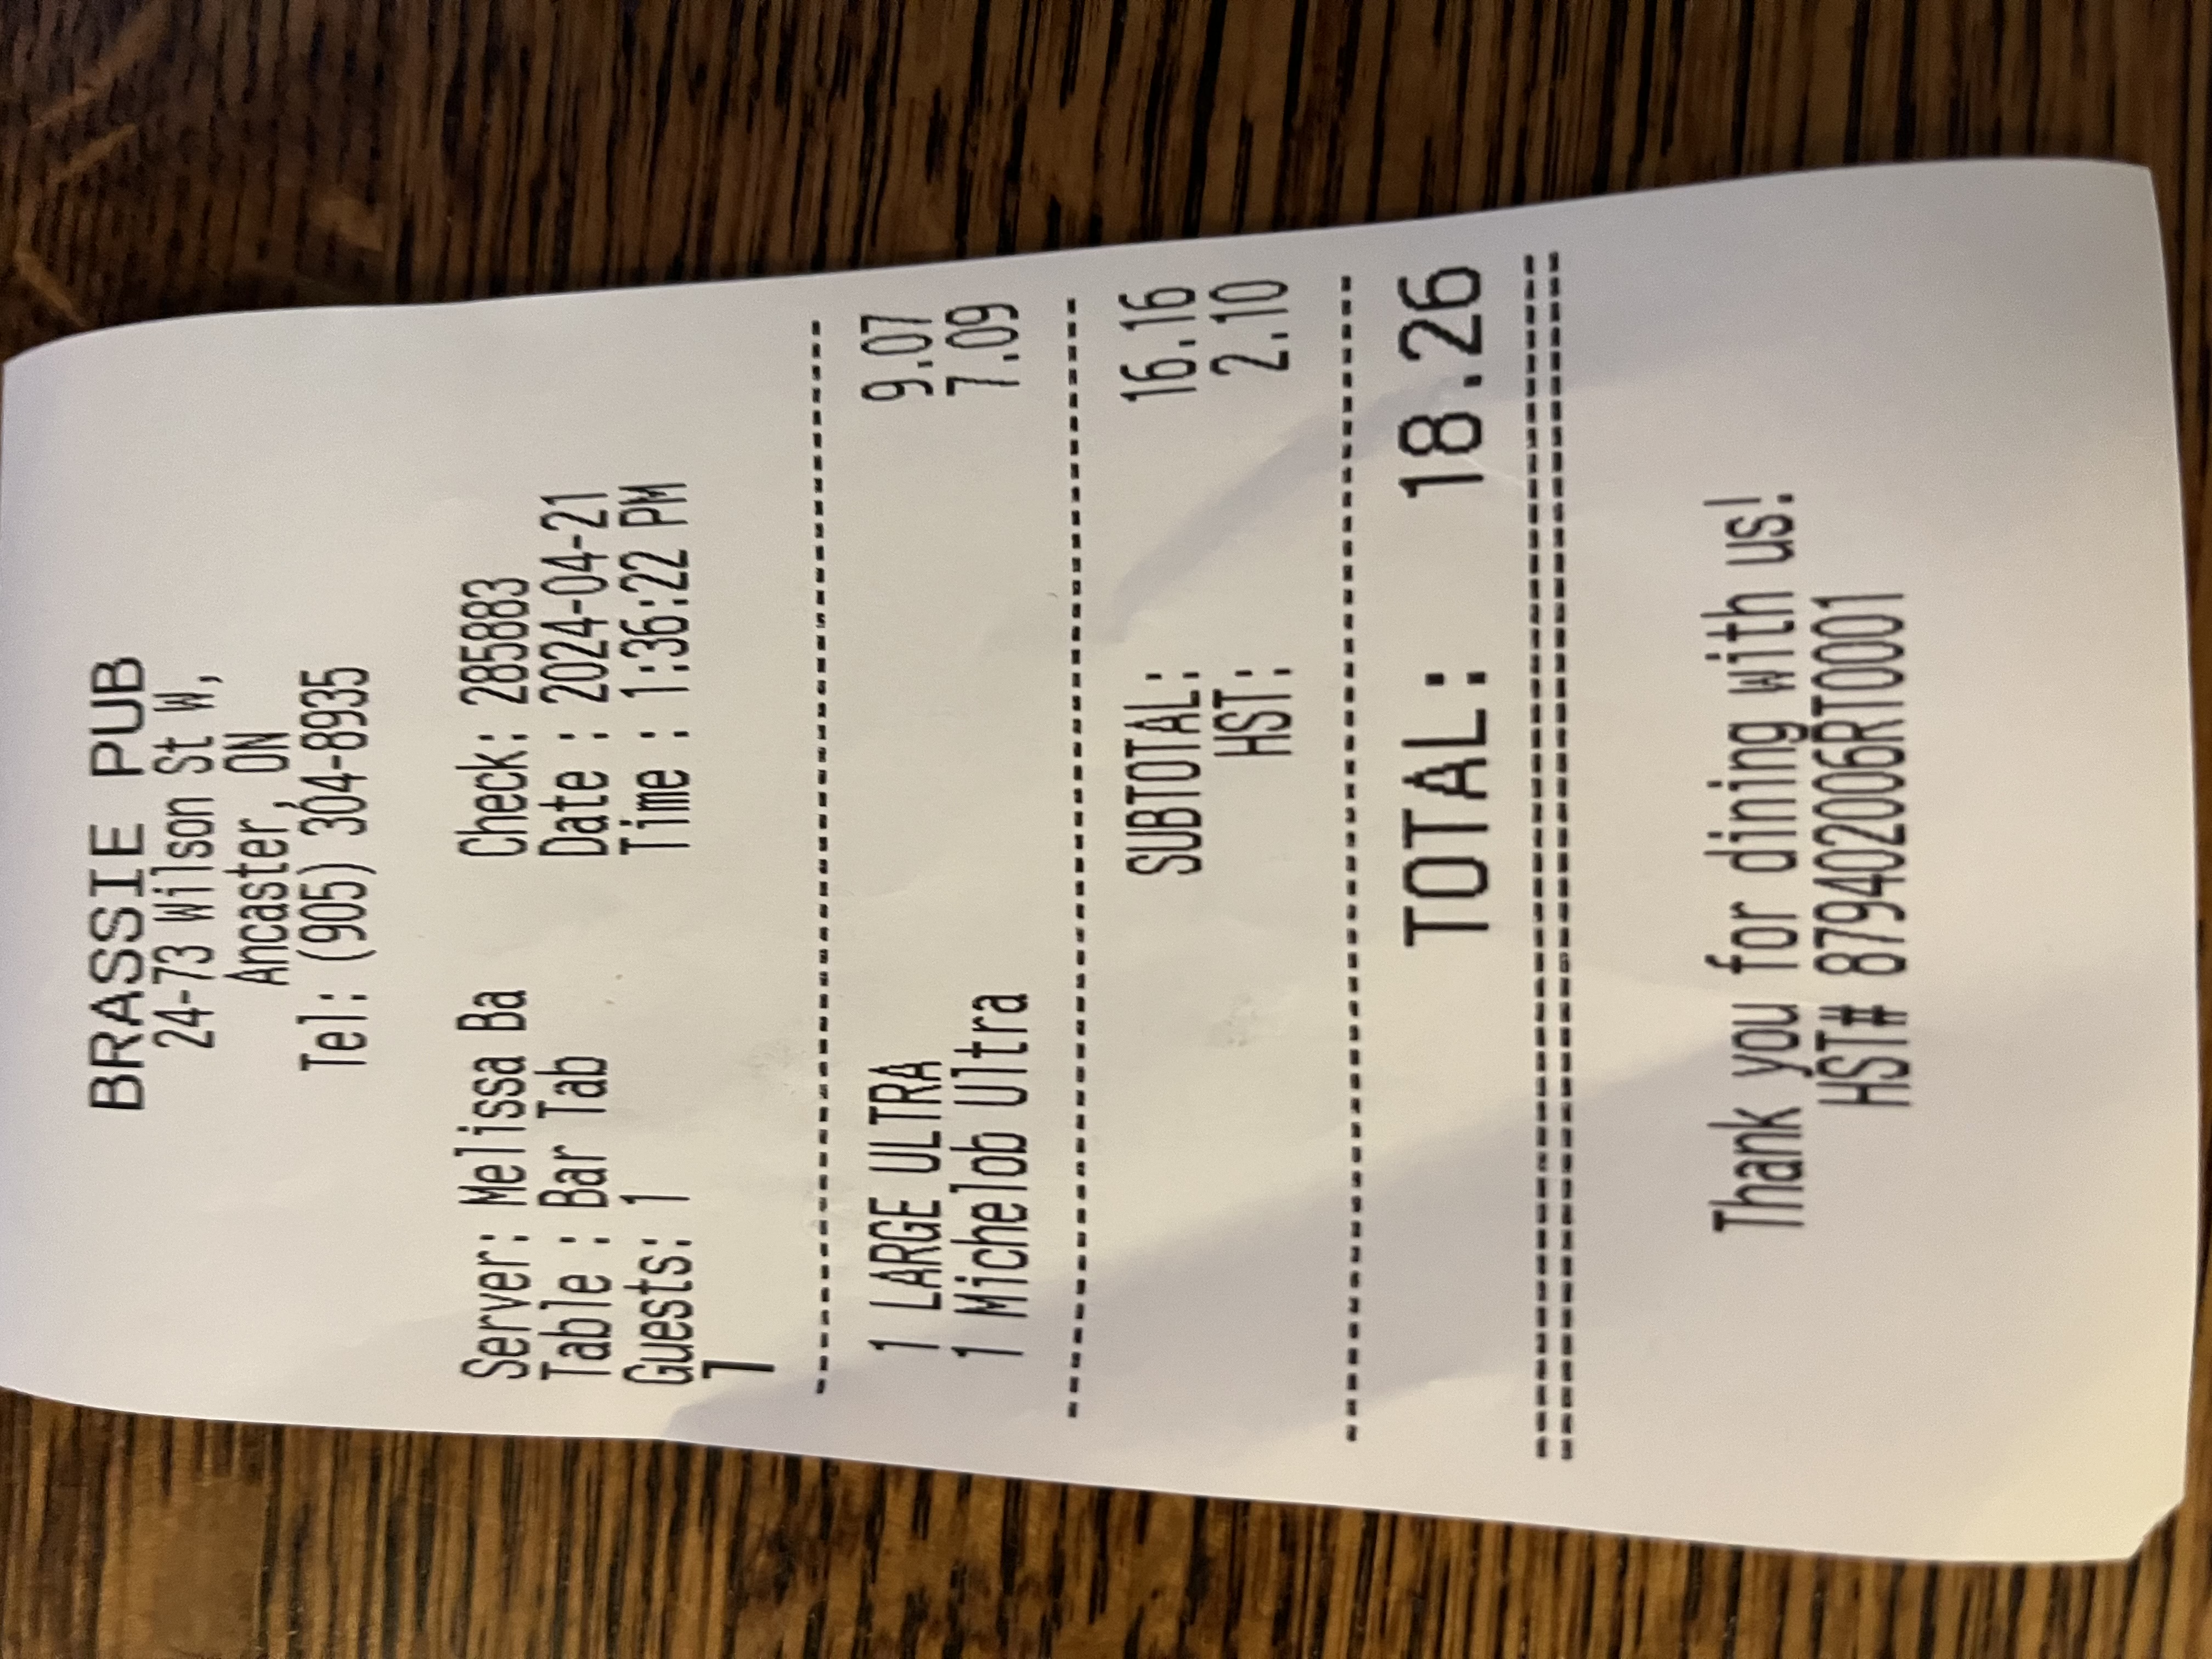 BRASSIE PUB
24-73 Wilson St W,
Ancaster, ON
Tel: (905) 304-8935
Server: Melissa Ba Check: 285883
Table : Bar Tab Date : 2024-04-21
Guests: 1 Time : 1:36:22 PM
7
1 LARGE ULTRA 9.07
1 Michelob Ultra 7.09
SUBTOTAL: 16.16
HST: 2.10
TOTAL: 18.26
Thank you for dining with us!
HST# 879402006RT0001